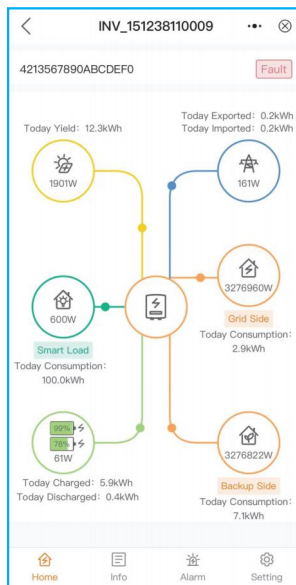 INV_151238110009
4213567890ABCDEF0
Fault
Today Exported: 0.2kWh
Today Yield: 12.3kWh
Today Imported: 0.2kWh
1901W
161W
600W
3276960W
Smart Load
Grid Side
Today Consumption:
100.0kWh
Today Consumption:
2.9kWh
99%
78%
61W
3276822W
Today Charged: 5.9kWh
Today Discharged: 0.4kWh
Backup Side
Today Consumption:
7.1kWh
Home
Info
Alarm
Setting